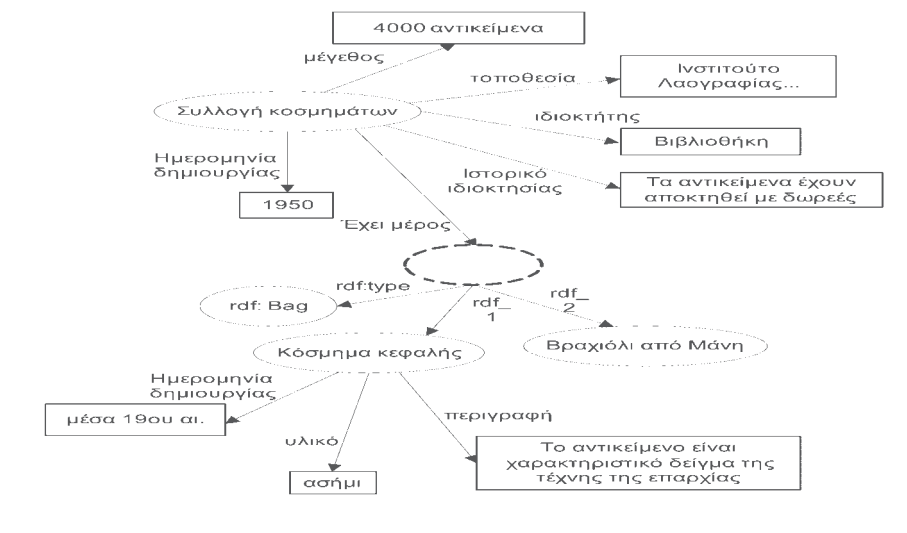 4000 αντικείμενα
μέγεθος
τοποθεσία
Ινστιτούτο
Λαογραφίας...
Συλλογή κοσμημάτων
ιδιοκτήτης
Βιβλιοθήκη
Ημερομηνία
δημιουργίας
Ιστορικό
ιδιοκτησίας
Τα αντικείμενα έχουν
αποκτηθεί με δωρεές
1950
Έχει μέρος
rdf:type
rdf: Bag
rdf_
1
rdf_
2
Κόσμημα κεφαλής
Βραχιόλι από Μάνη
Ημερομηνία
δημιουργίας
μέσα 19ου αι.
περιγραφή
υλικό
Το αντικείμενο είναι
χαρακτηριστικό δείγμα της
τέχνης της επαρχίας
ασήμι